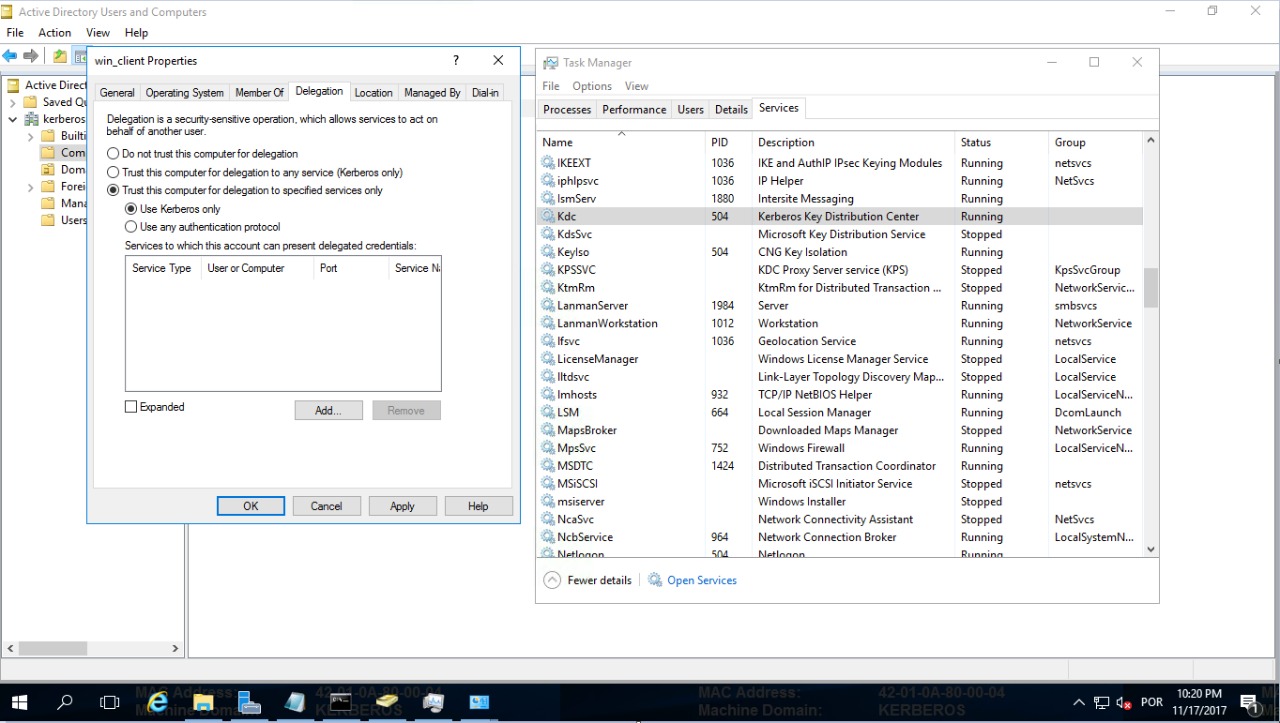 Active Directory Users and Computers
File Action View Help
Active Direct
Saved Qu
kerberos
Builti
Com
Doma
Forei
Mana
Users
win_client Properties
?
General Operating System Member Of Delegation Location Managed By Dial-in
Delegation is a security-sensitive operation, which allows services to act on
behalf of another user.
Do not trust this computer for delegation
Trust this computer for delegation to any service (Kerberos only)
Trust this computer for delegation to specified services only
Use Kerberos only
Use any authentication protocol
Services to which this account can present delegated credentials:
Service Type User or Computer Port Service Na
Expanded
Add... Remove
OK Cancel Apply Help
Task Manager
File Options View
Processes Performance Users Details Services
Name PID Description Status Group
IKEEXT 1036 IKE and AuthIP IPsec Keying Modules Running netsvcs
iphlpsvc 1036 IP Helper Running NetSvcs
IsmServ 1880 Intersite Messaging Running
Kdc 504 Kerberos Key Distribution Center Running
KdsSvc Microsoft Key Distribution Service Stopped
KeyIso 504 CNG Key Isolation Running
KPSSVC KDC Proxy Server service (KPS) Stopped KpsSvcGroup
KtmRm KtmRm for Distributed Transaction ... Stopped NetworkServic...
LanmanServer 1984 Server Running smbsvcs
LanmanWorkstation 1012 Workstation Running NetworkService
lfsvc 1036 Geolocation Service Running netsvcs
LicenseManager Windows License Manager Service Stopped LocalService
lltdsvc Link-Layer Topology Discovery Map... Stopped LocalService
lmhosts 932 TCP/IP NetBIOS Helper Running LocalServiceN...
LSM 664 Local Session Manager Running DcomLaunch
MapsBroker Downloaded Maps Manager Stopped NetworkService
MpsSvc 752 Windows Firewall Running LocalServiceN...
MSDTC 1424 Distributed Transaction Coordinator Running
MSiSCSI Microsoft iSCSI Initiator Service Stopped netsvcs
msiserver Windows Installer Stopped
NcaSvc Network Connectivity Assistant Stopped NetSvcs
NcbService 964 Network Connection Broker Running LocalSystemN...
Netlogon 504 Netlogon Running
Fewer details Open Services
MAC Address: 42-01-0A-80-00-04 MAC Address: 42-01-0A-80-00-04
Machine Domain: KERBEROS Machine Domain: KERBEROS
POR
10:20 PM
11/17/2017
1